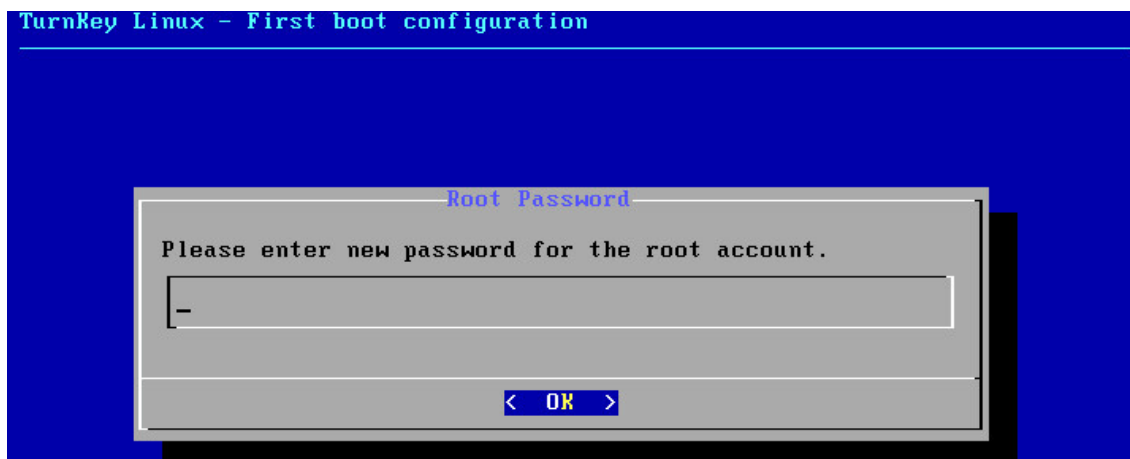 TurnKey Linux - First boot configuration
Root Password
Please enter new password for the root account.
< OK >